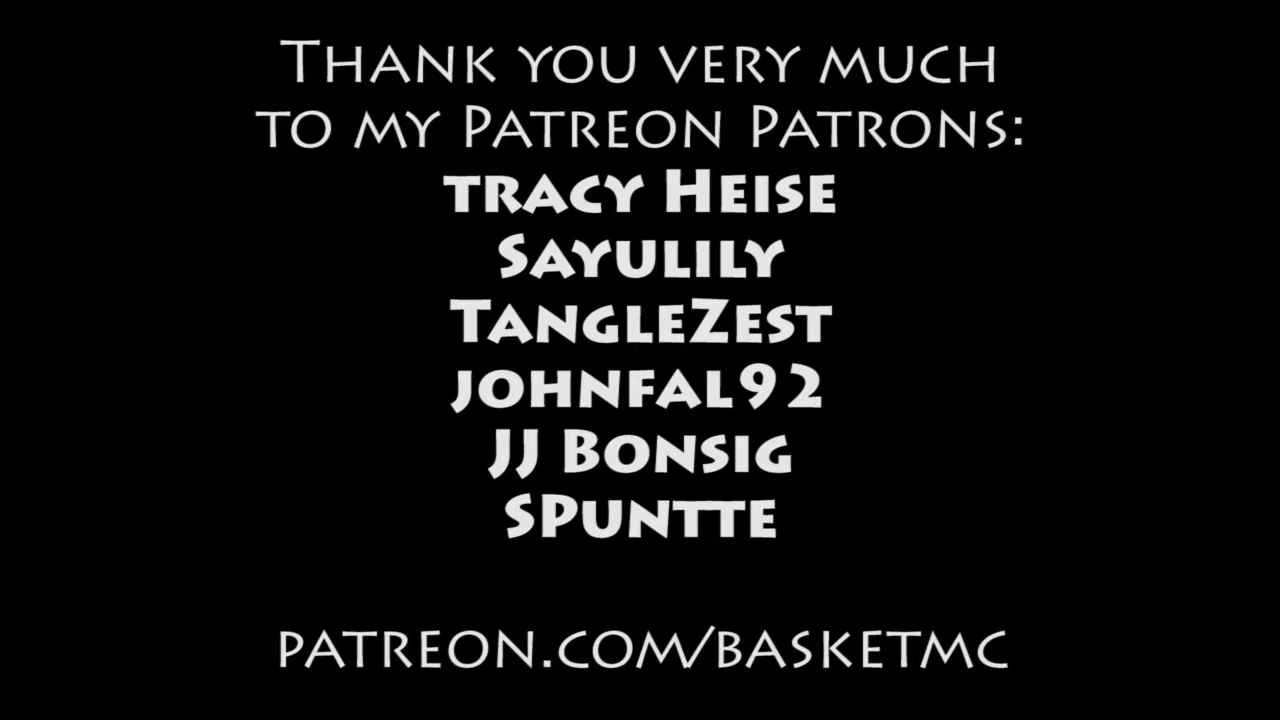 Thank you very much
to my Patreon Patrons:
tracy Heise
Sayulily
TangleZest
johnfal92
JJ Bonsig
SPuntte
patreon.com/basketmc